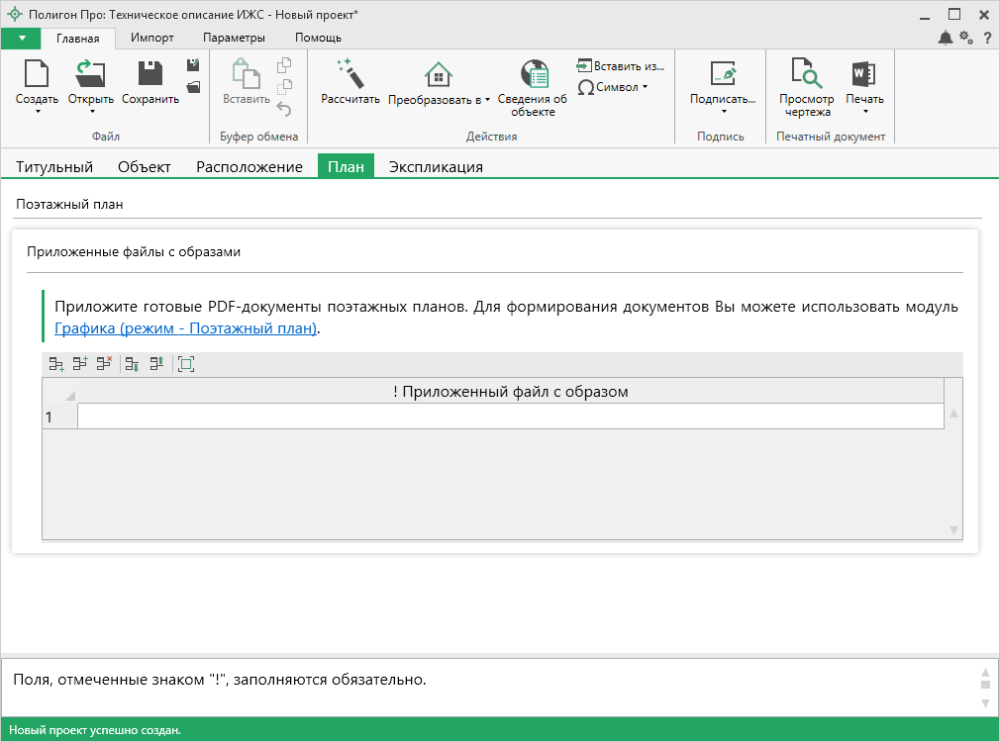 Полигон Про: Техническое описание ИЖС - Новый проект*
Главная Импорт Параметры Помощь
?
Создать Открыть Сохранить
Файл
Вставить
Буфер обмена
Рассчитать Преобразовать в Сведения об
объекте
Вставить из...
Символ
Действия
Подписать...
Подпись
Просмотр
чертежа
Печать
Печатный документ
Титульный Объект Расположение План Экспликация
Поэтажный план
Приложенные файлы с образами
Приложите готовые PDF-документы поэтажных планов. Для формирования документов Вы можете использовать модуль
Графика (режим - Поэтажный план).
! Приложенный файл с образом
1
Поля, отмеченные знаком "!", заполняются обязательно.
Новый проект успешно создан.